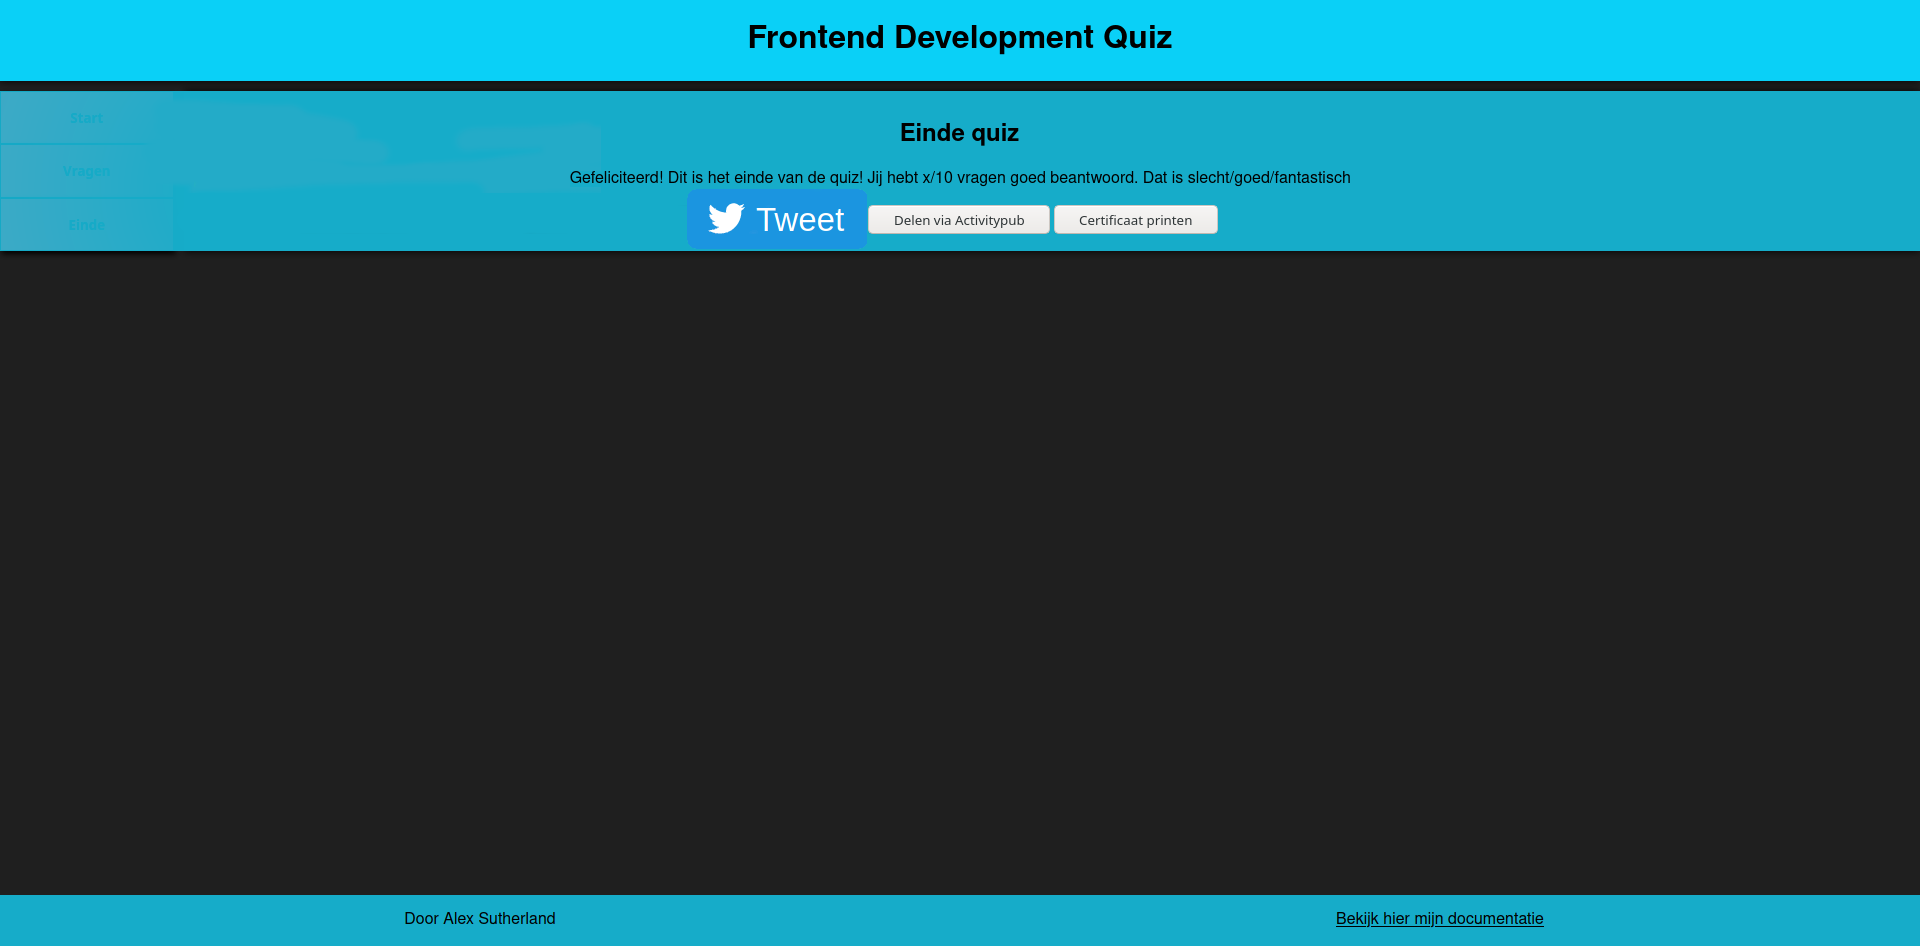 Frontend Development Quiz
Start
Vragen
Einde
Einde quiz
Gefeliciteerd! Dit is het einde van de quiz! Jij hebt x/10 vragen goed beantwoord. Dat is slecht/goed/fantastisch
Tweet Delen via Activitypub Certificaat printen
Door Alex Sutherland Bekijk hier mijn documentatie